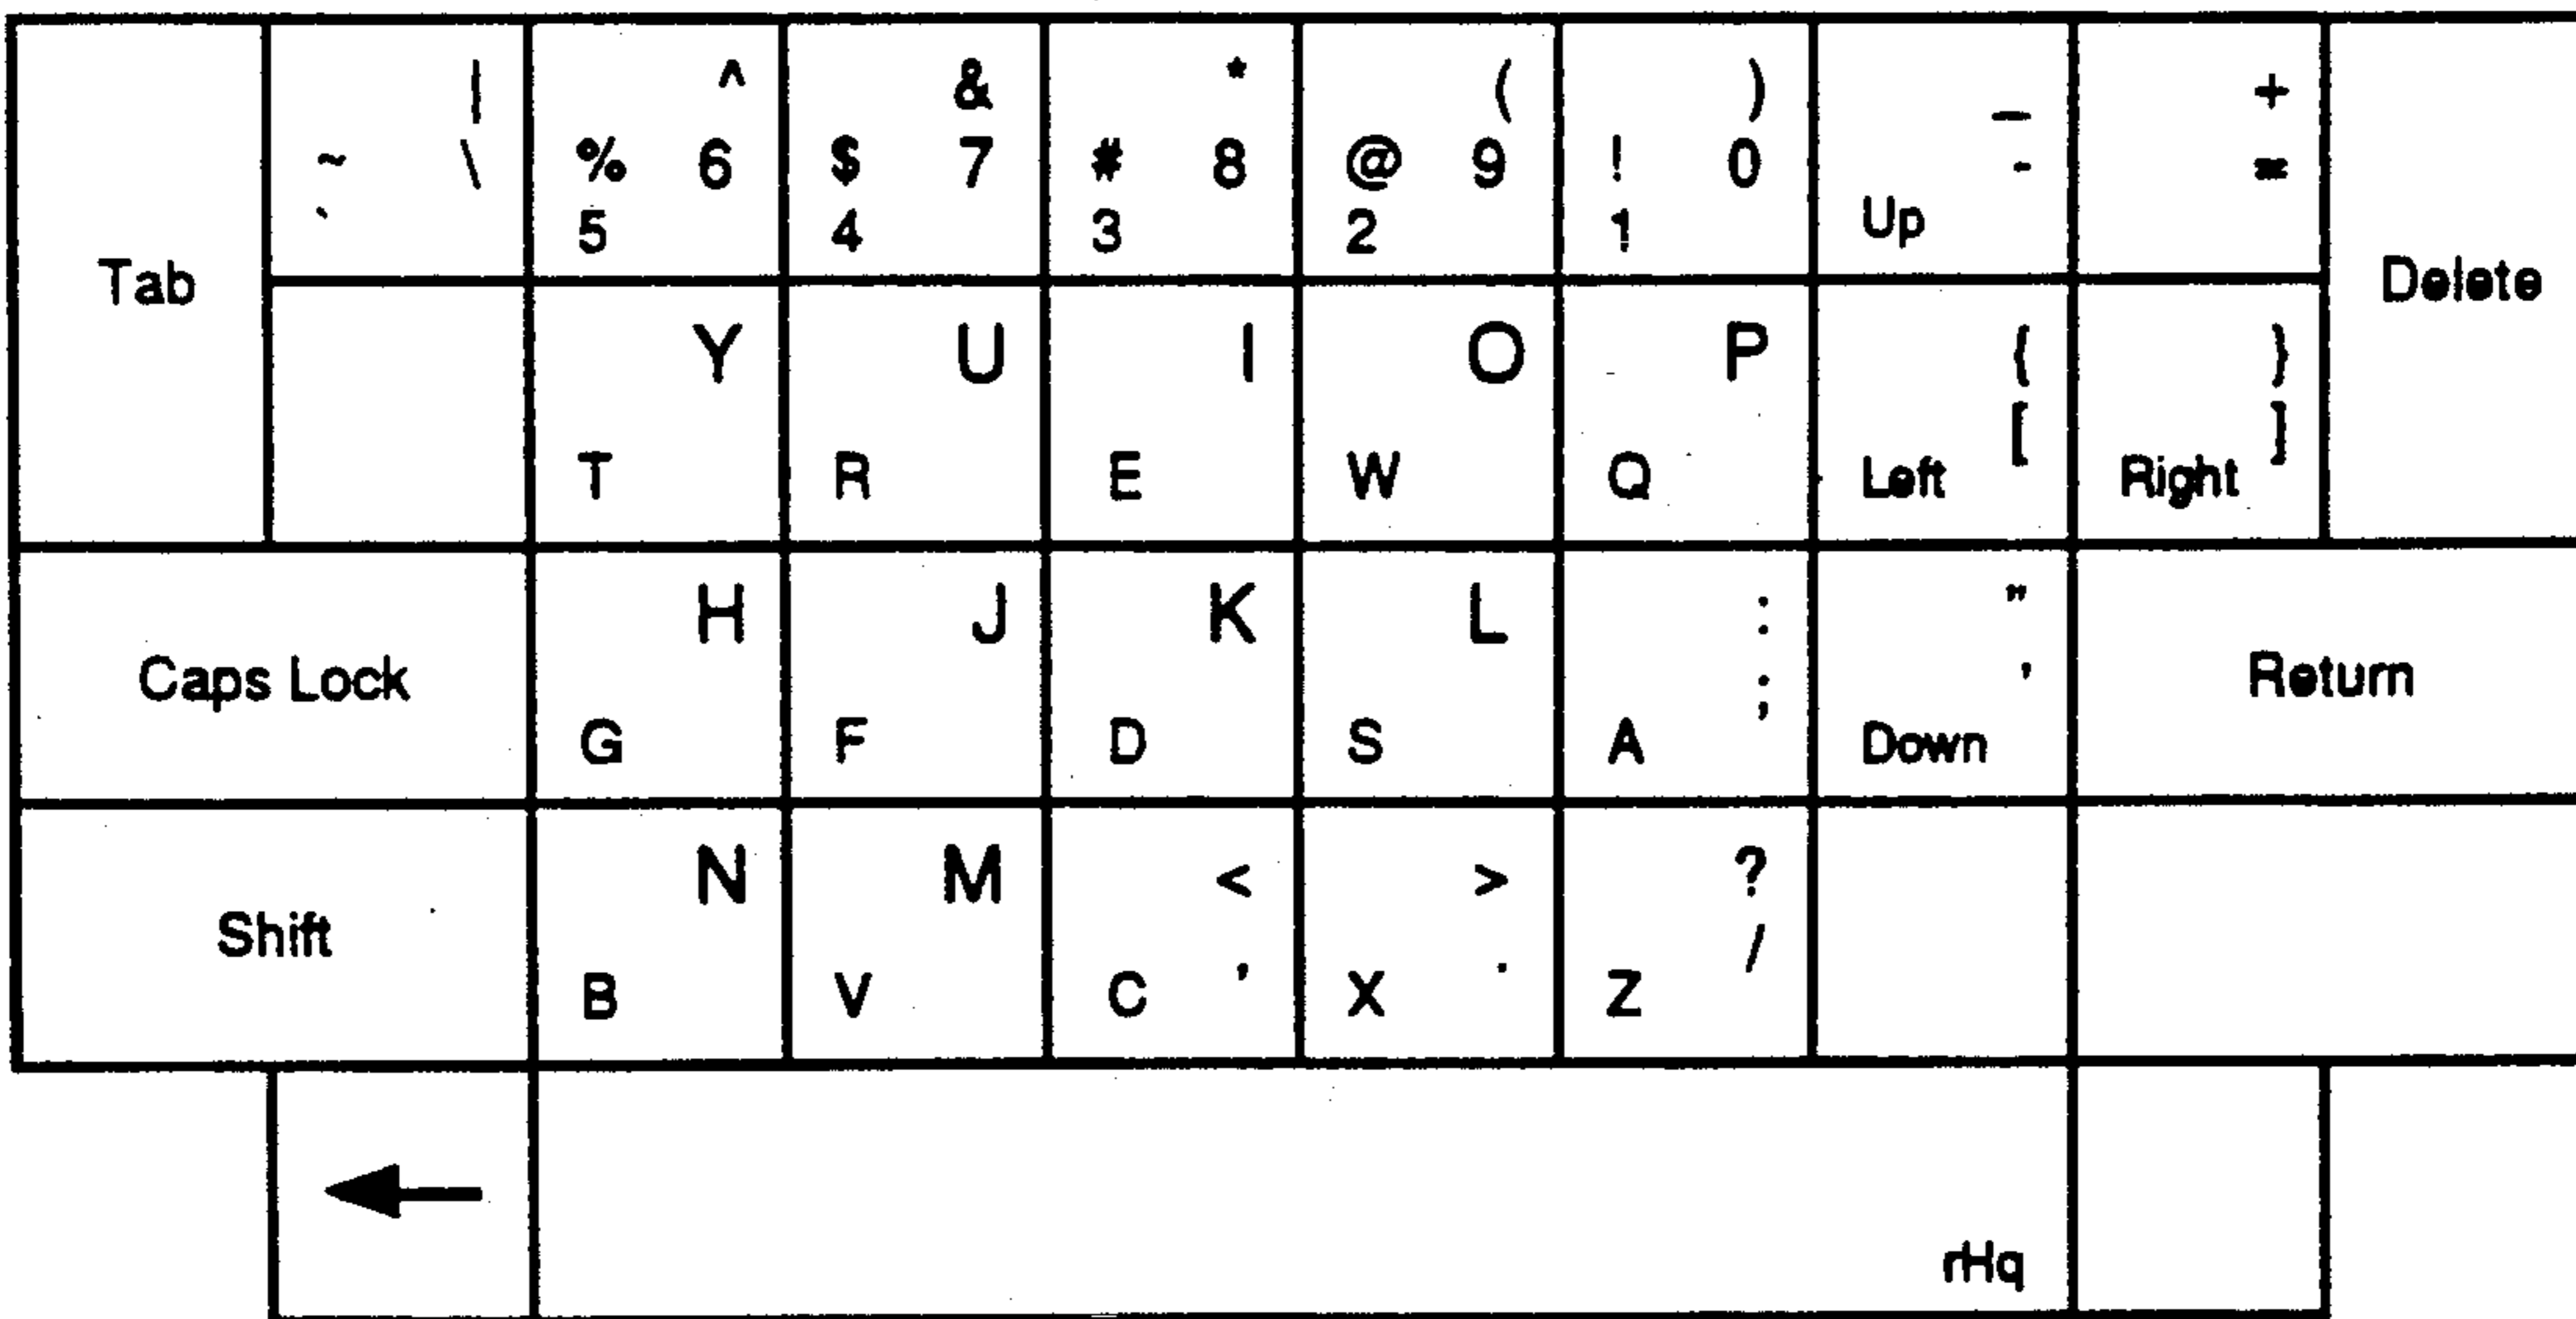 | ^ & * ( ) _ +
~ \ % 6 $ 7 # 8 @ 9 ! 0 - =
` 5 4 3 2 1 Up
Tab Delete
Y U I O P { }
T R E W Q Left [ Right ]
H J K L : "
Caps Lock ; ' Return
G F D S A Down
N M < > ?
Shift , . /
B V C X Z
rHq